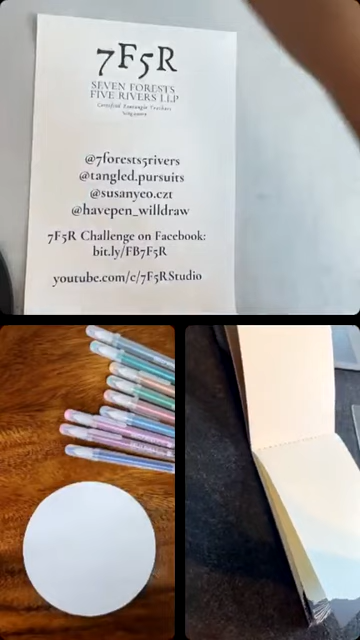 7F5R
SEVEN FORESTS
FIVE RIVERS LLP
Certified Zentangle Teachers
Singapore
@7forests5rivers
@tangled.pursuits
@susanyeo.czt
@havepen_willdraw
7F5R Challenge on Facebook:
bit.ly/FB7F5R
youtube.com/c/7F5RStudio